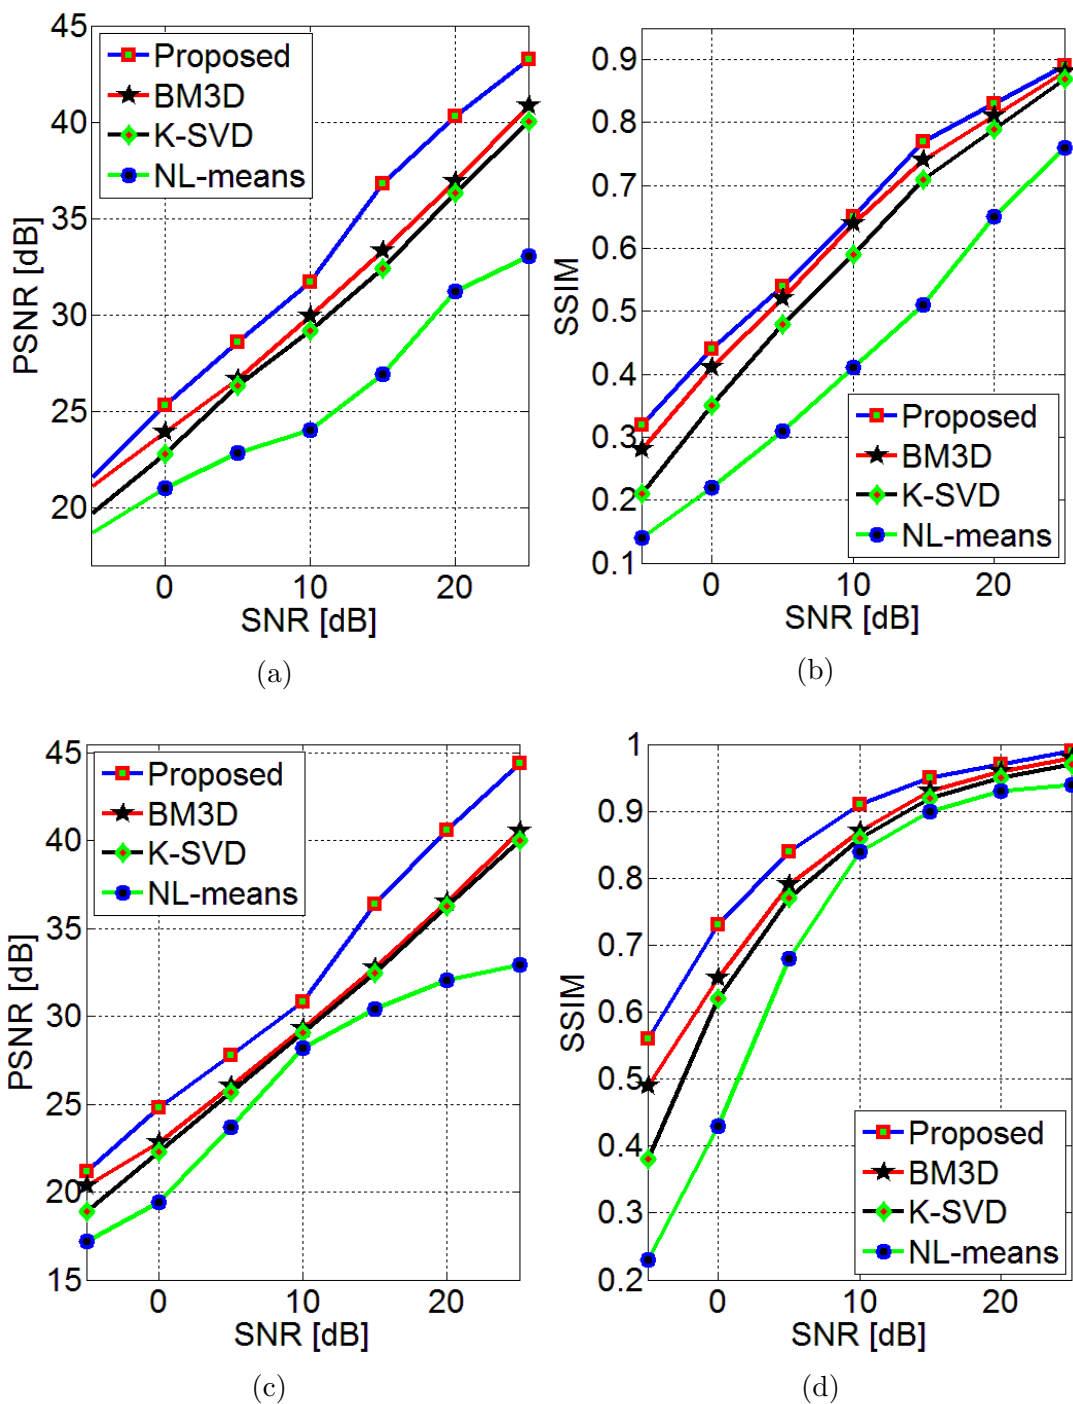 45
40
35
30
25
20
PSNR [dB]
Proposed
BM3D
K-SVD
NL-means
0 10 20
SNR [dB]
(a)
0.9
0.8
0.7
0.6
0.5
0.4
0.3
0.2
0.1
SSIM
Proposed
BM3D
K-SVD
NL-means
0 10 20
SNR [dB]
(b)
45
40
35
30
25
20
15
PSNR [dB]
Proposed
BM3D
K-SVD
NL-means
0 10 20
SNR [dB]
(c)
1
0.9
0.8
0.7
0.6
0.5
0.4
0.3
0.2
SSIM
Proposed
BM3D
K-SVD
NL-means
0 10 20
SNR [dB]
(d)